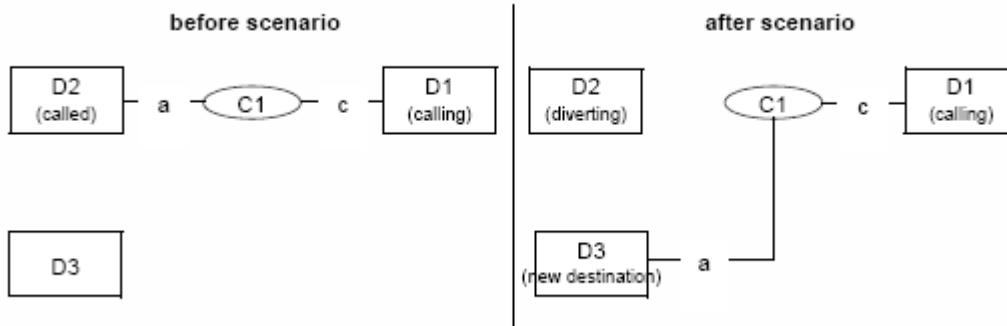 before scenario
D2
(called)
a
C1
c
D1
(calling)
D3
after scenario
D2
(diverting)
C1
c
D1
(calling)
D3
(new destination)
a